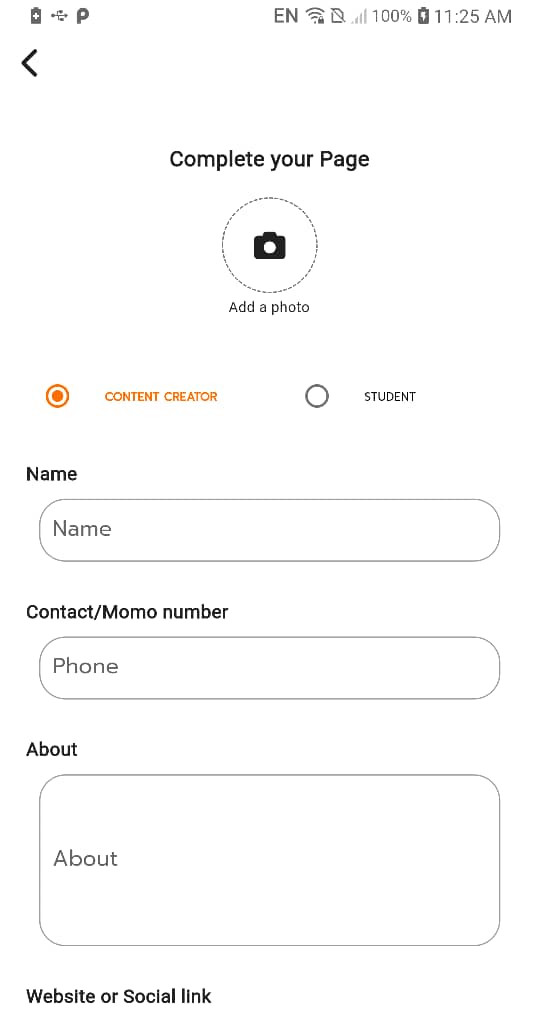 EN 100% 11:25 AM
Complete your Page
Add a photo
CONTENT CREATOR STUDENT
Name
Name
Contact/Momo number
Phone
About
About
Website or Social link